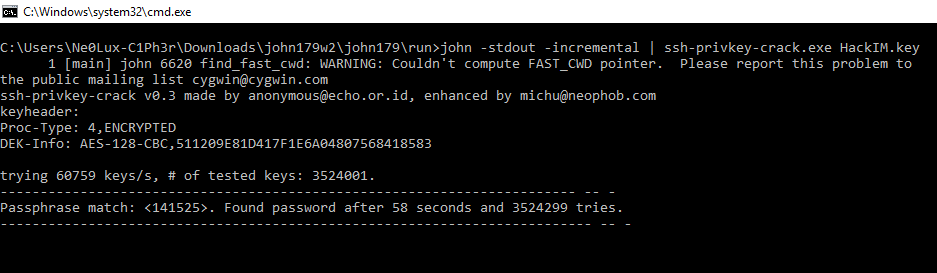 C:\Windows\system32\cmd.exe
C:\Users\Ne0Lux-C1Ph3r\Downloads\john179w2\john179\run>john -stdout -incremental | ssh-privkey-crack.exe HackIM.key
1 [main] john 6620 find_fast_cwd: WARNING: Couldn't compute FAST_CWD pointer.  Please report this problem to
the public mailing list cygwin@cygwin.com
ssh-privkey-crack v0.3 made by anonymous@echo.or.id, enhanced by michu@neophob.com
keyheader:
Proc-Type: 4,ENCRYPTED
DEK-Info: AES-128-CBC,511209E81D417F1E6A04807568418583
trying 60759 keys/s, # of tested keys: 3524001.
------------------------------------------------------------------------ -- -
Passphrase match: <141525>. Found password after 58 seconds and 3524299 tries.
-------------------------------------------------------------------------- -- -